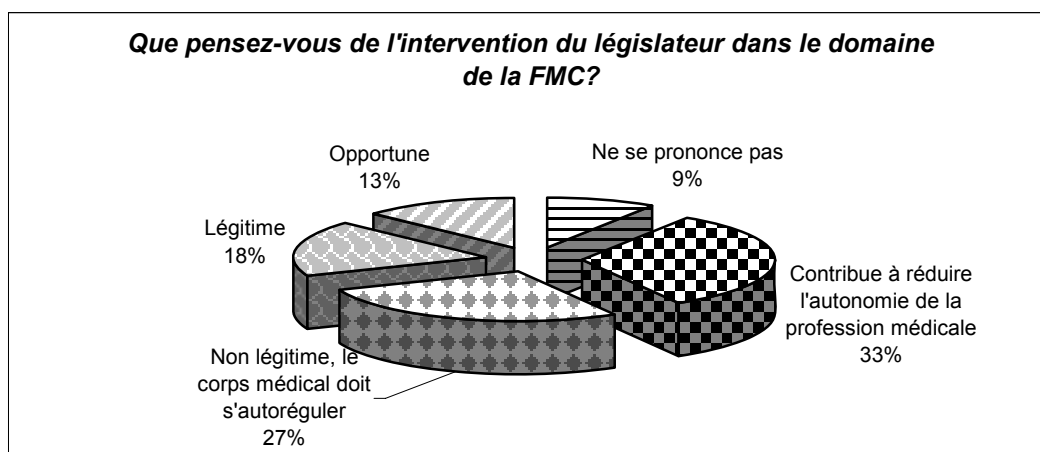 Que pensez-vous de l'intervention du législateur dans le domaine
de la FMC?
Opportune
13%
Ne se prononce pas
9%
Légitime
18%
Contribue à réduire
l'autonomie de la
profession médicale
33%
Non légitime, le
corps médical doit
s'autoréguler
27%